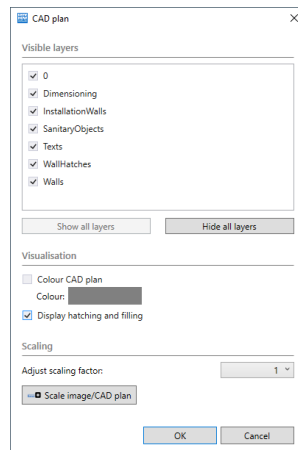 CAD plan
Visible layers
0
Dimensioning
InstallationWalls
SanitaryObjects
Texts
WallHatches
Walls
Show all layers Hide all layers
Visualisation
Colour CAD plan
Colour:
Display hatching and filling
Scaling
Adjust scaling factor: 1
Scale image/CAD plan
OK Cancel